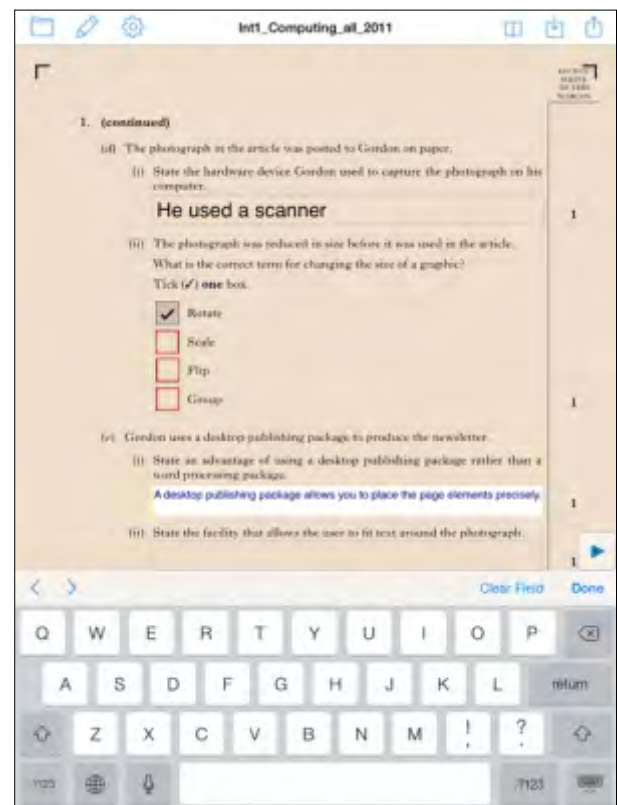 Int1_Computing_all_2011
1. (continued)
(d) The photograph in the article was posted to Gordon on paper.
(i) State the hardware device Gordon used to capture the photograph on his
computer.
He used a scanner
1
(ii) The photograph was reduced in size before it was used in the article.
What is the correct term for changing the size of a graphic?
Tick (✓) one box.
✓ Rotate
Scale
Flip
Group
1
(e) Gordon uses a desktop publishing package to produce the newsletter.
(i) State an advantage of using a desktop publishing package rather than a
word processing package.
A desktop publishing package allows you to place the page elements precisely.
1
(ii) State the facility that allows the user to fit text around the photograph.
1
Clear Field Done
Q W E R T Y U I O P
A S D F G H J K L return
Z X C V B N M ! , ? .
.?123 .?123